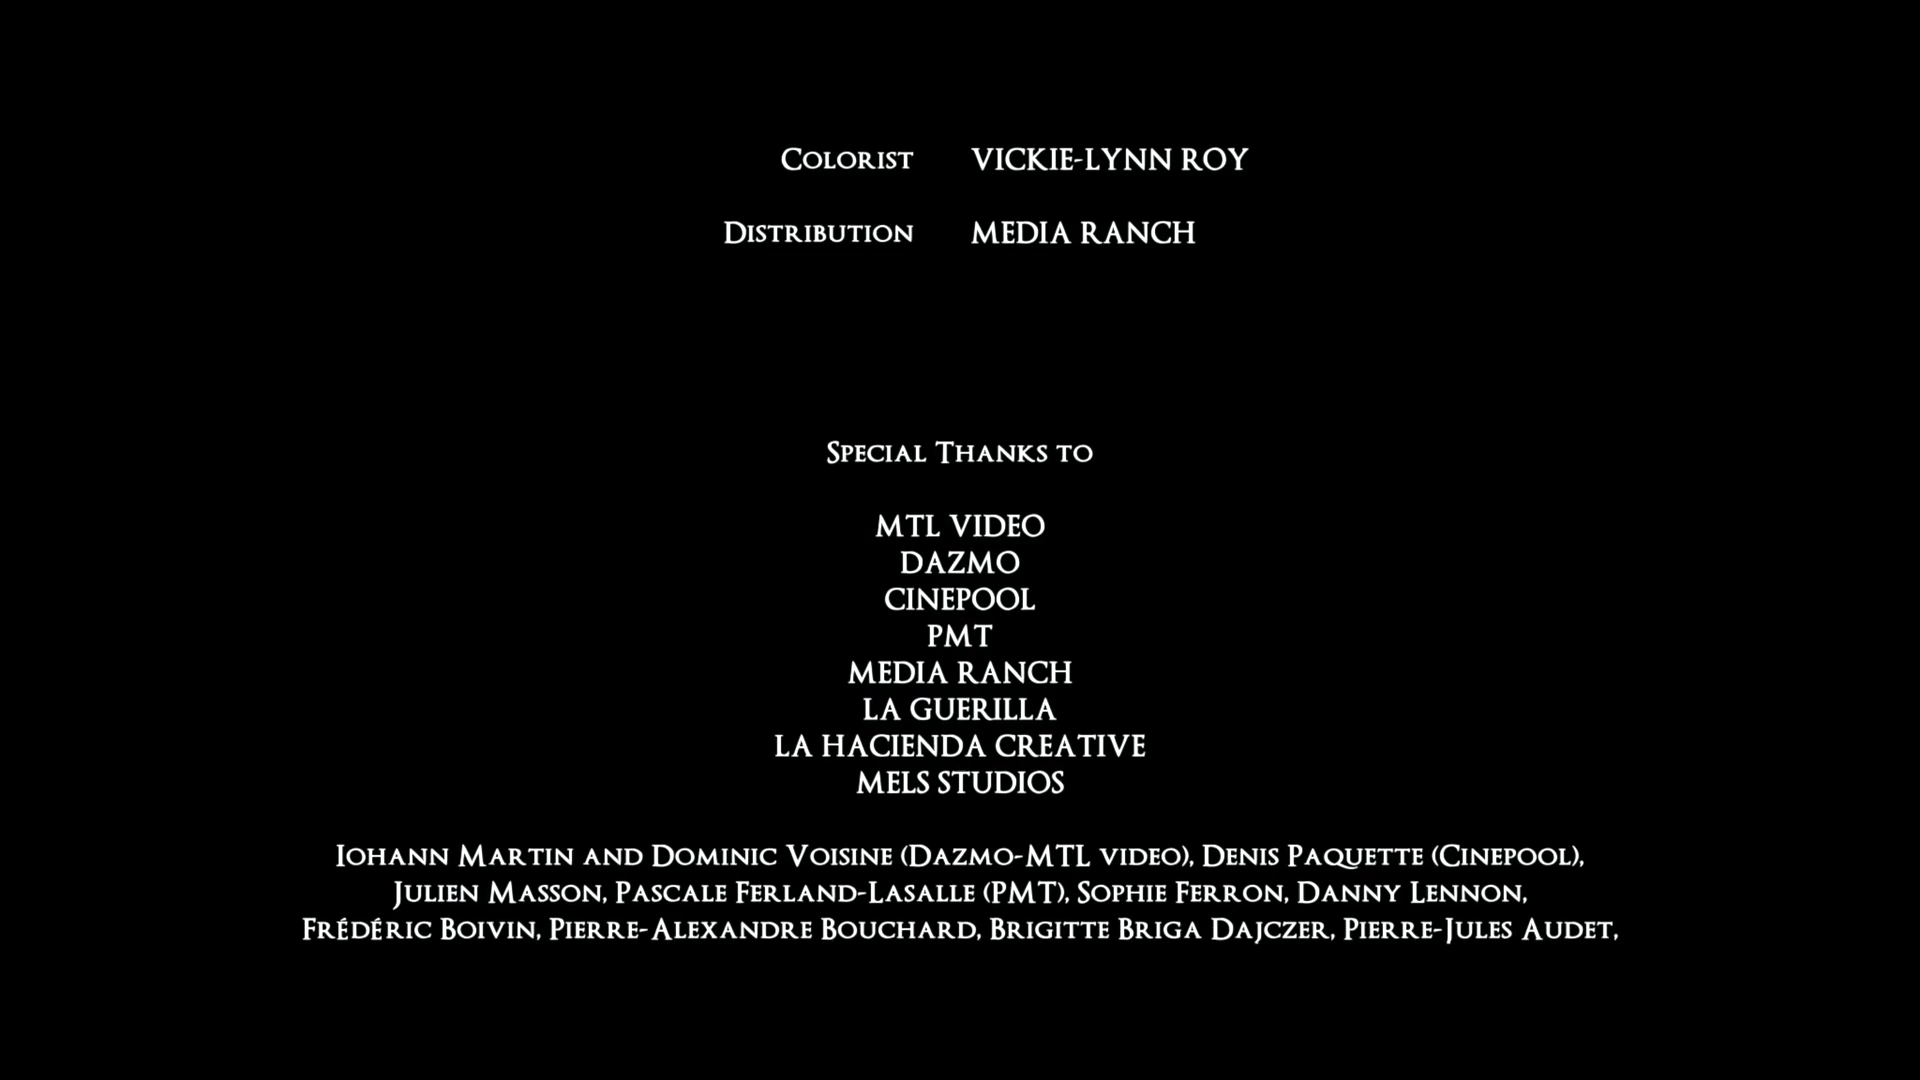 Colorist VICKIE-LYNN ROY
Distribution MEDIA RANCH
Special Thanks to
MTL VIDEO
DAZMO
CINEPOOL
PMT
MEDIA RANCH
LA GUERILLA
LA HACIENDA CREATIVE
MELS STUDIOS
Iohann Martin and Dominic Voisine (Dazmo-MTL video), Denis Paquette (Cinepool),
Julien Masson, Pascale Ferland-Lasalle (PMT), Sophie Ferron, Danny Lennon,
Frédéric Boivin, Pierre-Alexandre Bouchard, Brigitte Briga Dajczer, Pierre-Jules Audet,